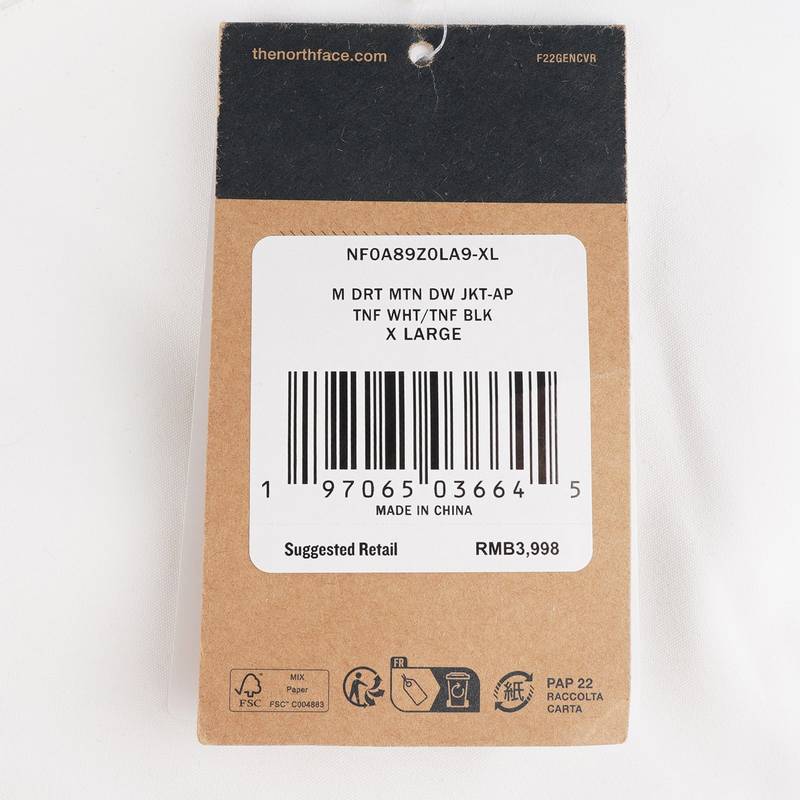 thenorthface.com F22GENCVR
NF0A89Z0LA9-XL
M DRT MTN DW JKT-AP
TNF WHT/TNF BLK
X LARGE
1 97065 03664 5
MADE IN CHINA
Suggested Retail RMB3,998
FSC
MIX
Paper
FSC™ C004883
FR
紙
PAP 22
RACCOLTA
CARTA